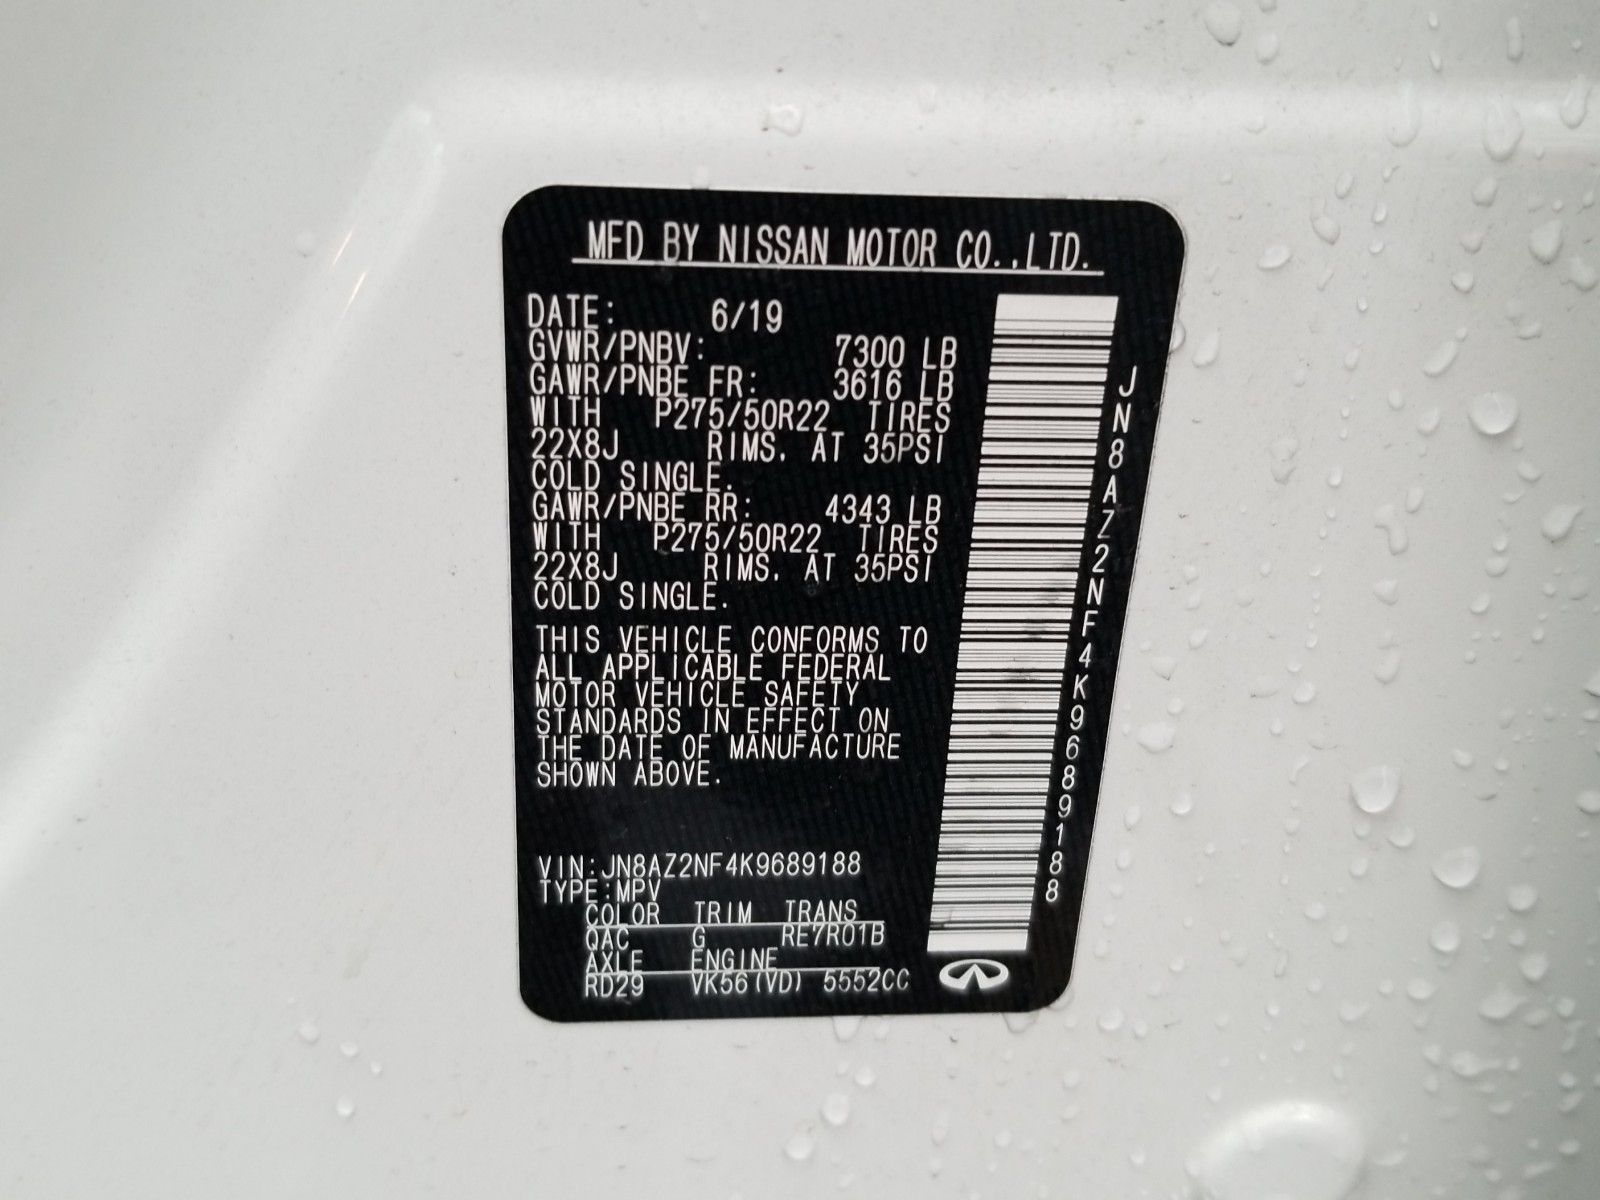 MFD BY NISSAN MOTOR CO.,LTD.
DATE: 6/19
GVWR/PNBV: 7300 LB
GAWR/PNBE FR: 3616 LB
WITH P275/50R22 TIRES
22X8J RIMS. AT 35PSI
COLD SINGLE.
GAWR/PNBE RR: 4343 LB
WITH P275/50R22 TIRES
22X8J RIMS. AT 35PSI
COLD SINGLE.
THIS VEHICLE CONFORMS TO
ALL APPLICABLE FEDERAL
MOTOR VEHICLE SAFETY
STANDARDS IN EFFECT ON
THE DATE OF MANUFACTURE
SHOWN ABOVE.
VIN:JN8AZ2NF4K9689188
TYPE:MPV
COLOR TRIM TRANS
QAC G RE7R01B
AXLE ENGINE
RD29 VK56(VD) 5552CC
JN8AZ2NF4K9689188